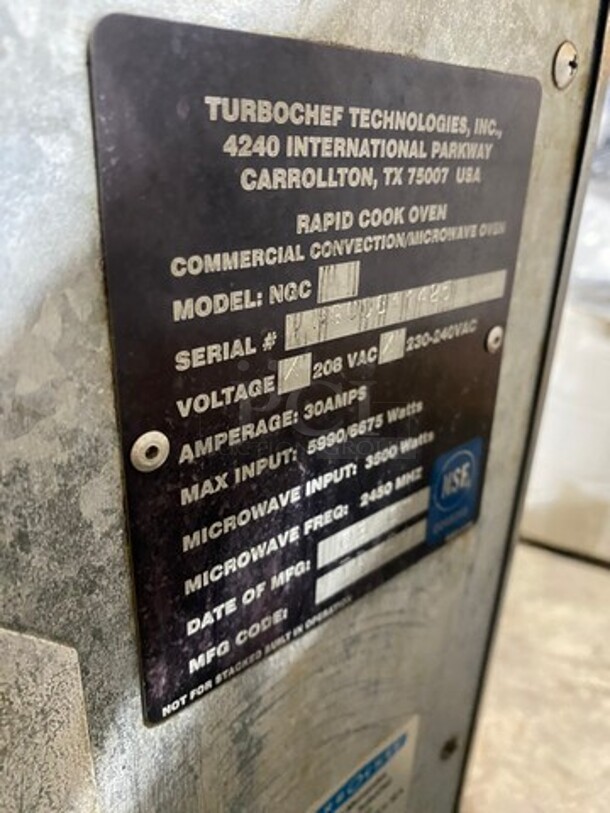 TURBOCHEF TECHNOLOGIES, INC.,
4240 INTERNATIONAL PARKWAY
CARROLLTON, TX 75007 USA
RAPID COOK OVEN
COMMERCIAL CONVECTION/MICROWAVE OVEN
MODEL: NGC
SERIAL #
VOLTAGE 208 VAC 230-240VAC
AMPERAGE: 30AMPS
MAX INPUT: 5990/6675 Watts
MICROWAVE INPUT: 3500 Watts
MICROWAVE FREQ: 2450 MHZ
DATE OF MFG:
MFG CODE:
NSF
NOT FOR STACKED BUILT IN OPERATION